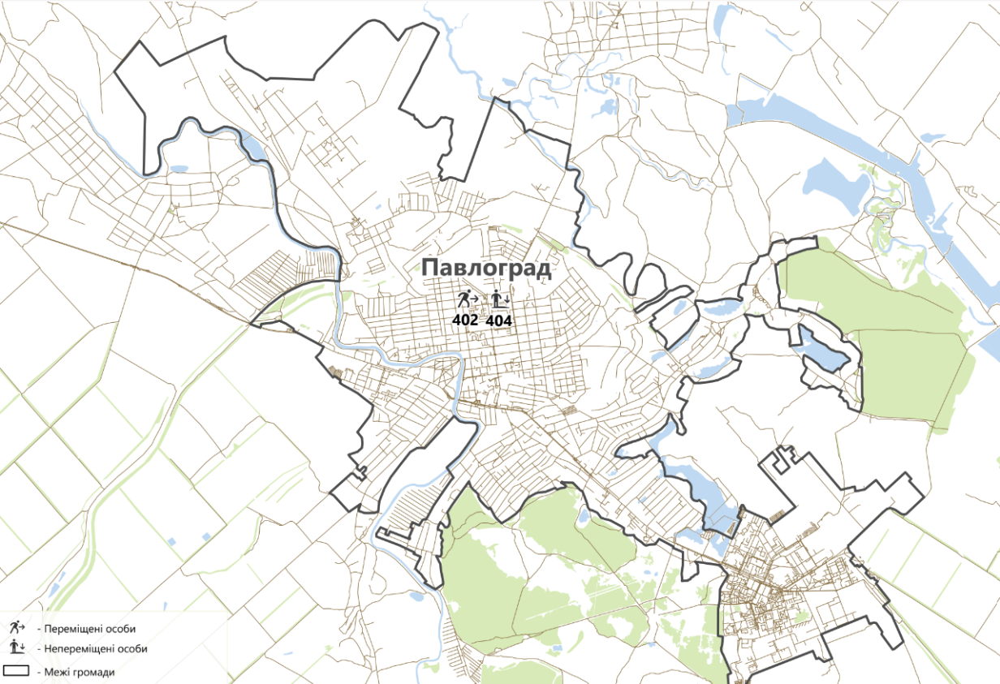 Павлоград
402 404
- Переміщені особи
- Непереміщені особи
- Межі громади